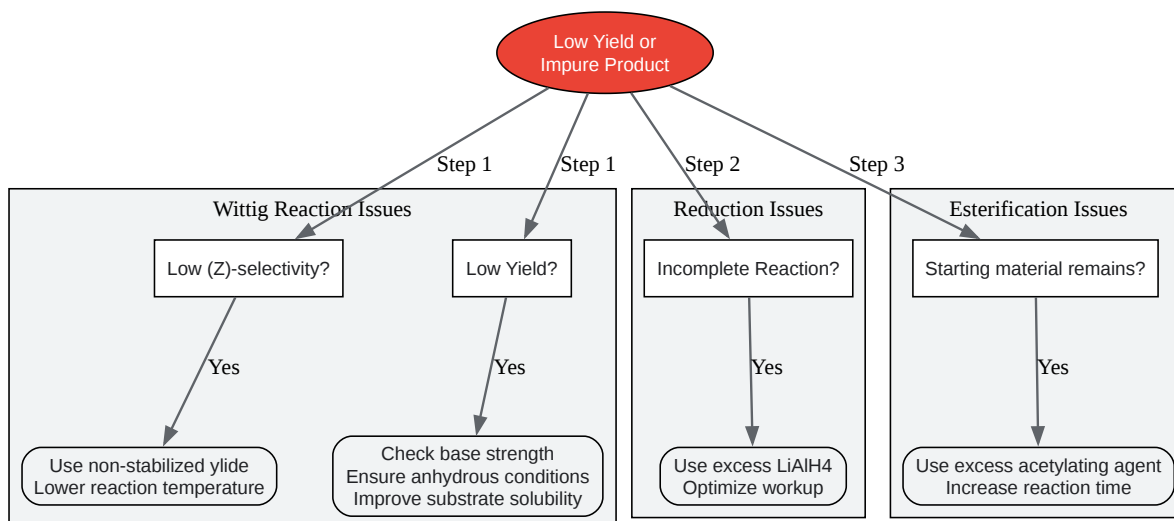 Low Yield or
Impure Product
Step 1
Step 1
Step 2
Step 3
Wittig Reaction Issues
Reduction Issues
Esterification Issues
Low (Z)-selectivity?
Low Yield?
Incomplete Reaction?
Starting material remains?
Yes
Yes
Yes
Yes
Use non-stabilized ylide
Lower reaction temperature
Check base strength
Ensure anhydrous conditions
Improve substrate solubility
Use excess LiAlH4
Optimize workup
Use excess acetylating agent
Increase reaction time